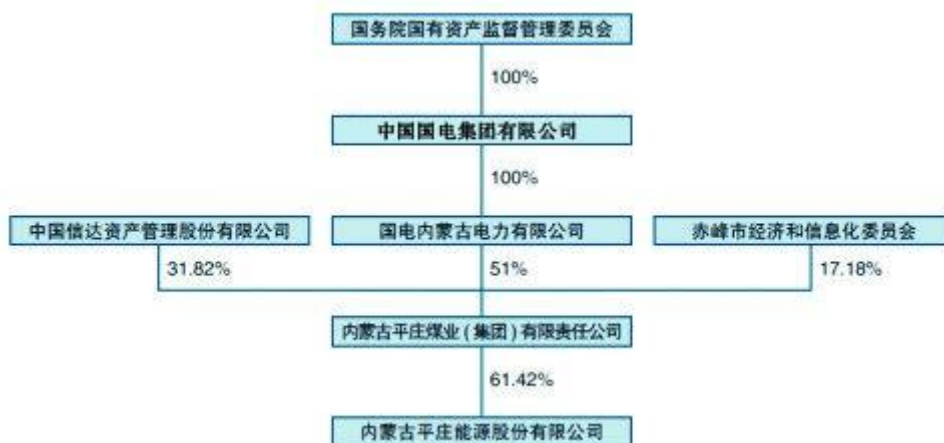 国务院国有资产监督管理委员会
100%
中国国电集团有限公司
100%
中国信达资产管理股份有限公司
国电内蒙古电力有限公司
赤峰市经济和信息化委员会
31.82%
51%
17.18%
内蒙古平庄煤业(集团)有限责任公司
61.42%
内蒙古平庄能源股份有限公司